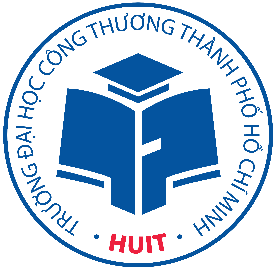 TRƯỜNG ĐẠI HỌC CÔNG THƯƠNG THÀNH PHỐ HỒ CHÍ MINH
HUIT